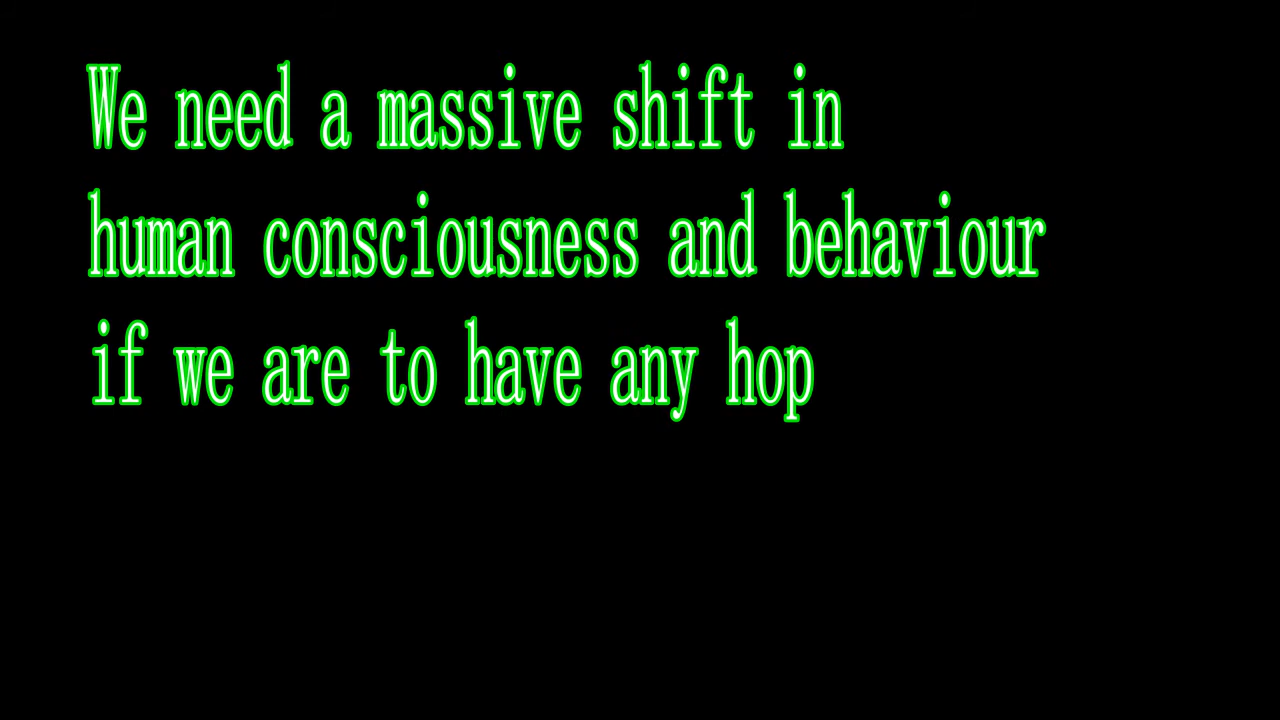 We need a massive shift in
human consciousness and behaviour
if we are to have any hop